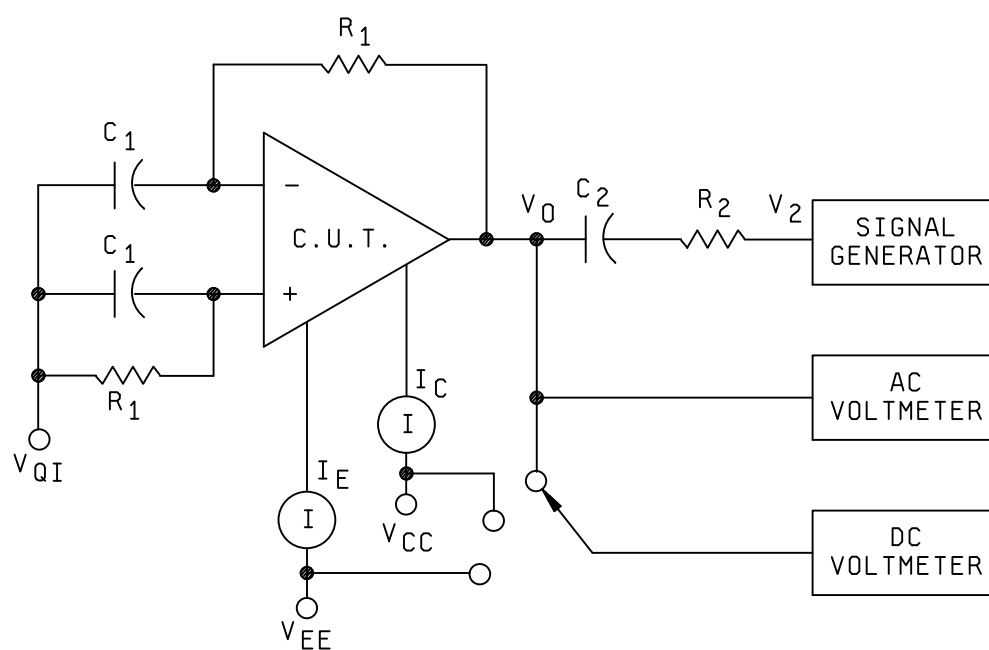 R1
C1
−
C.U.T.
C1
+
R1
VQI
VO
C2
R2
V2
SIGNAL
GENERATOR
IC
I
AC
VOLTMETER
IE
I
VCC
DC
VOLTMETER
VEE